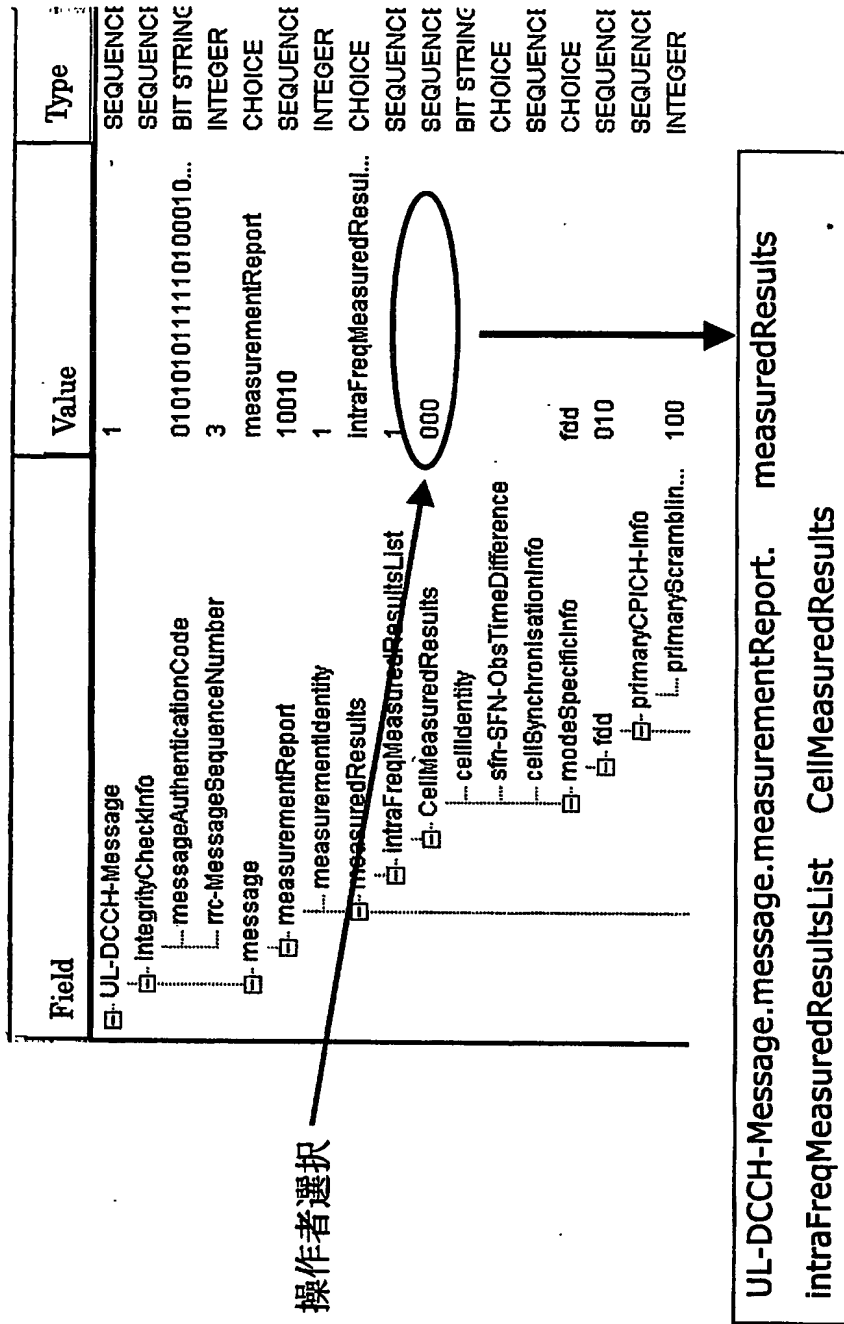 Field Value Type
UL-DCCH-Message 1 SEQUENCE
IntegrityCheckInfo SEQUENCE
messageAuthenticationCode 01010101111110100010... BIT STRING
rrc-MessageSequenceNumber 3 INTEGER
message measurementReport CHOICE
measurementReport 10010 SEQUENCE
measurementIdentity 1 INTEGER
measuredResults intraFreqMeasuredResul... CHOICE
intraFreqMeasuredResultsList 1 SEQUENCE
CellMeasuredResults 000 SEQUENCE
cellIdentity BIT STRING
sfn-SFN-ObsTimeDifference CHOICE
cellSynchronisationInfo SEQUENCE
modeSpecificInfo fdd CHOICE
fdd 010 SEQUENCE
primaryCPICH-Info SEQUENCE
primaryScramblin... 100 INTEGER
操作者選択
UL-DCCH-Message.message.measurementReport. measuredResults
intraFreqMeasuredResultsList CellMeasuredResults